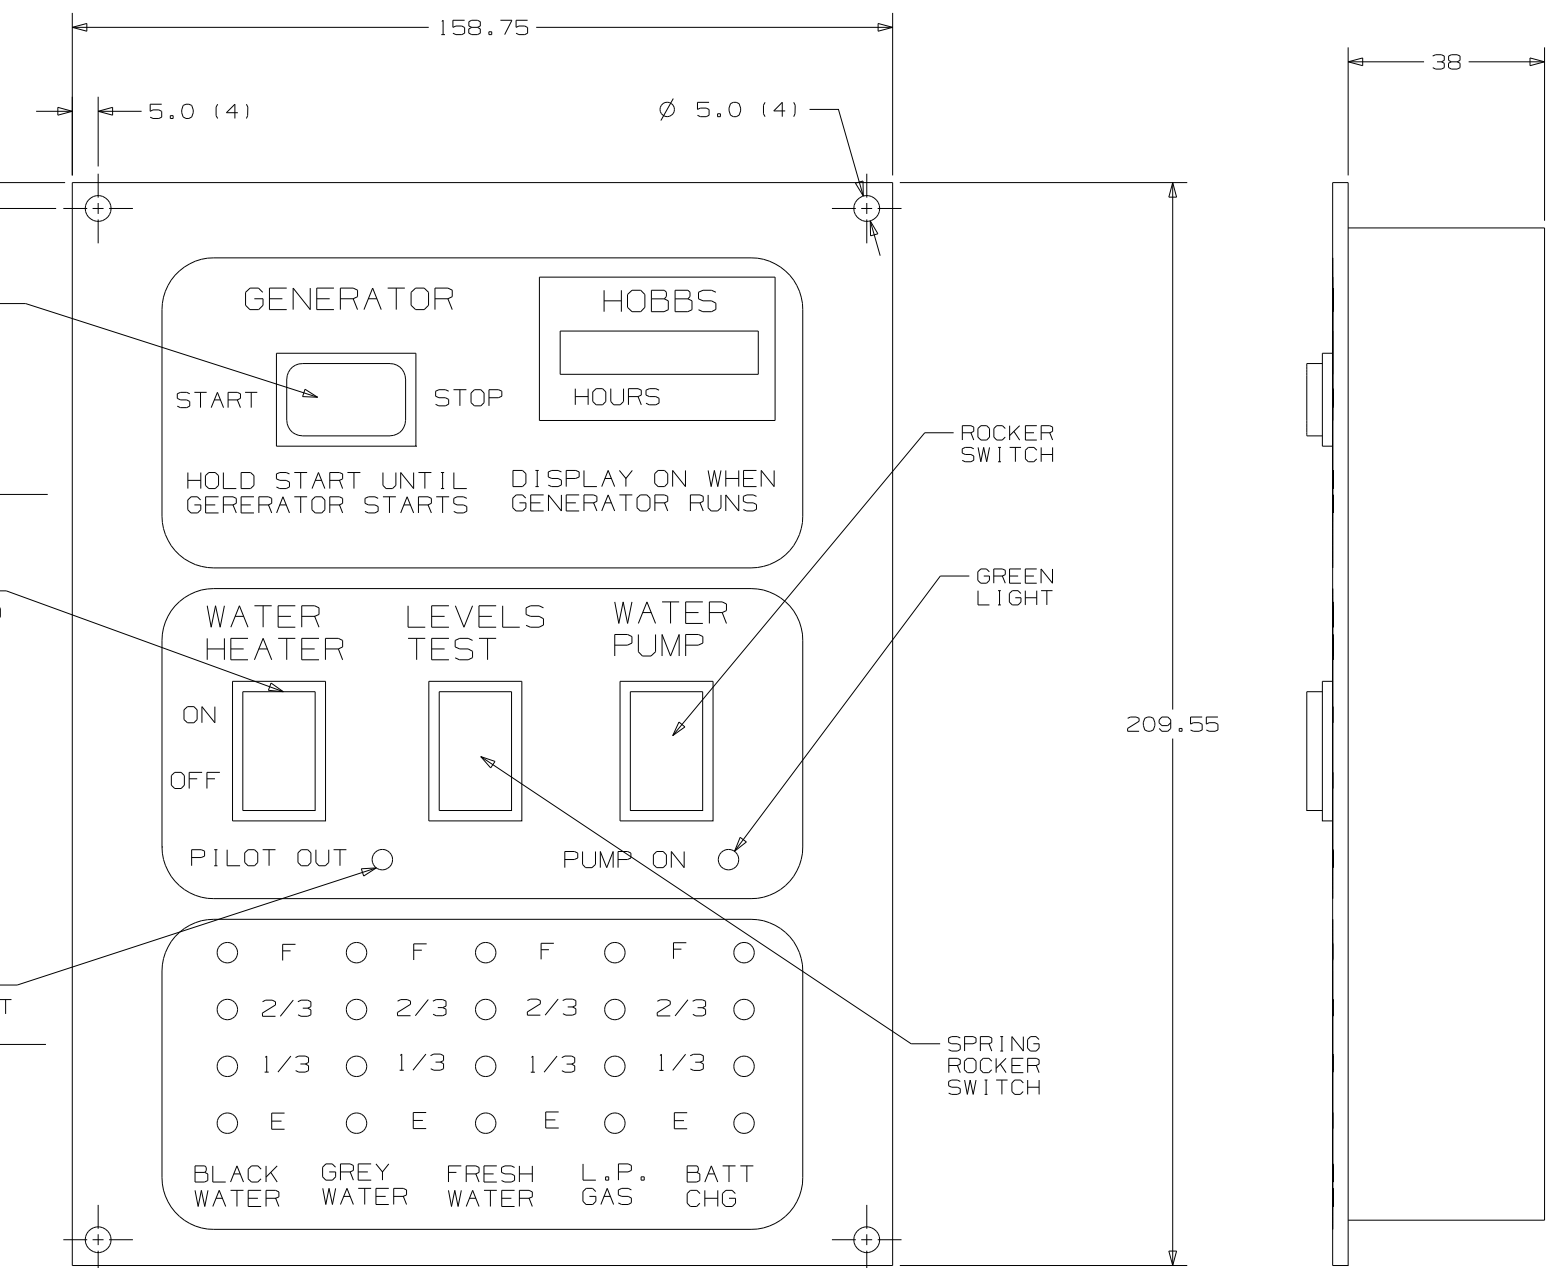 158.75
38
5.0 (4)
Ø 5.0 (4)
GENERATOR
HOBBS
START
STOP
HOURS
ROCKER
SWITCH
HOLD START UNTIL
GERERATOR STARTS
DISPLAY ON WHEN
GENERATOR RUNS
GREEN
LIGHT
WATER
HEATER
LEVELS
TEST
WATER
PUMP
ON
OFF
209.55
PILOT OUT
PUMP ON
F F F F
2/3 2/3 2/3 2/3
1/3 1/3 1/3 1/3
E E E E
SPRING
ROCKER
SWITCH
BLACK
WATER
GREY
WATER
FRESH
WATER
L.P.
GAS
BATT
CHG